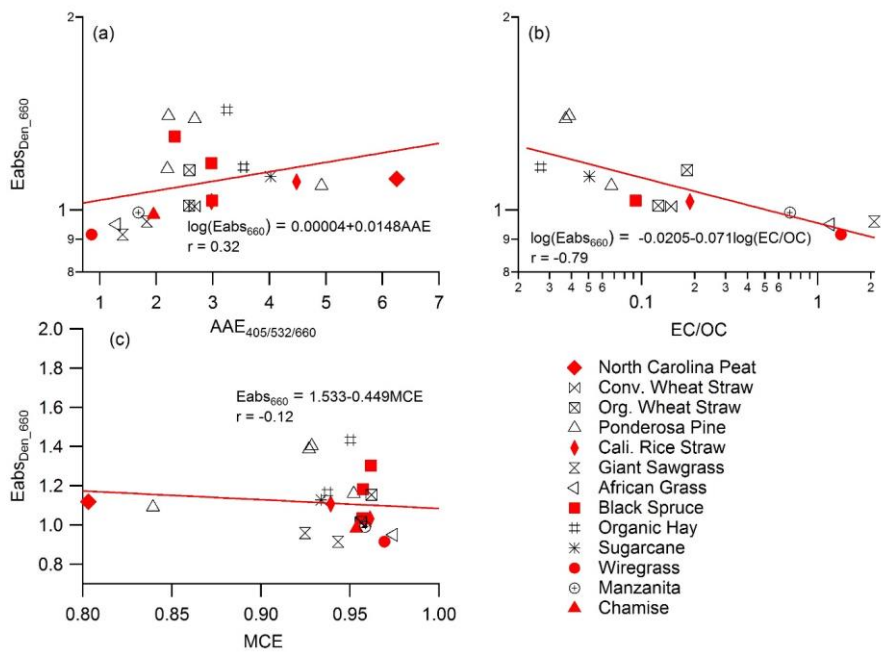 (a)
2
1
9
8
Eabs_Den_660
log(Eabs_660) = 0.00004+0.0148AAE
r = 0.32
1 2 3 4 5 6 7
AAE_405/532/660
(b)
2
1
9
8
log(Eabs_660) = -0.0205-0.071log(EC/OC)
r = -0.79
2 3 4 5 6 0.1 2 3 4 5 6 1 2
EC/OC
(c)
2.0
1.8
1.6
1.4
1.2
1.0
0.8
Eabs_Den_660
Eabs_660 = 1.533-0.449MCE
r = -0.12
0.80 0.85 0.90 0.95 1.00
MCE
North Carolina Peat
Conv. Wheat Straw
Org. Wheat Straw
Ponderosa Pine
Cali. Rice Straw
Giant Sawgrass
African Grass
Black Spruce
Organic Hay
Sugarcane
Wiregrass
Manzanita
Chamise